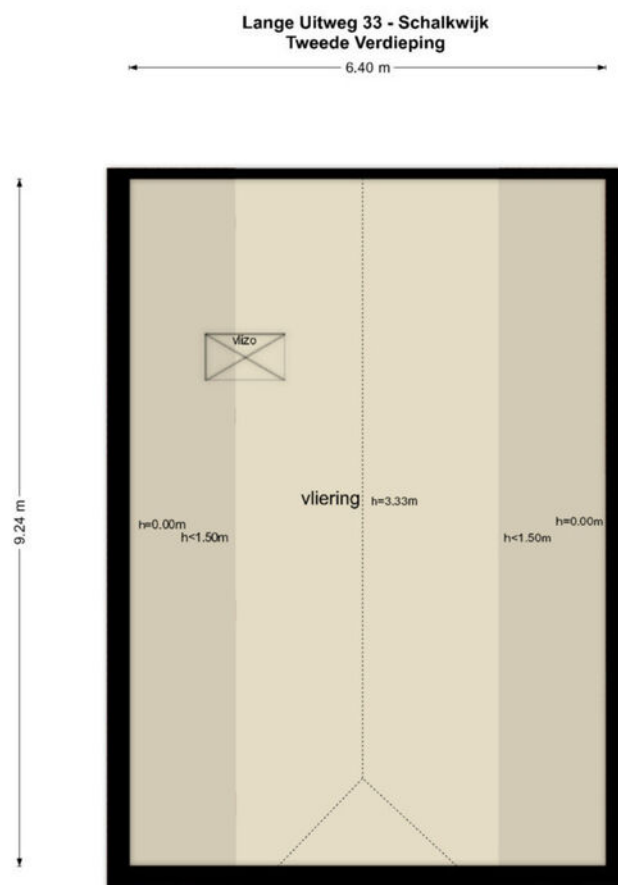 Lange Uitweg 33 - Schalkwijk
Tweede Verdieping
6.40 m
vlizo
9.24 m
vliering h=3.33m
h=0.00m
h<1.50m
h=0.00m
h<1.50m